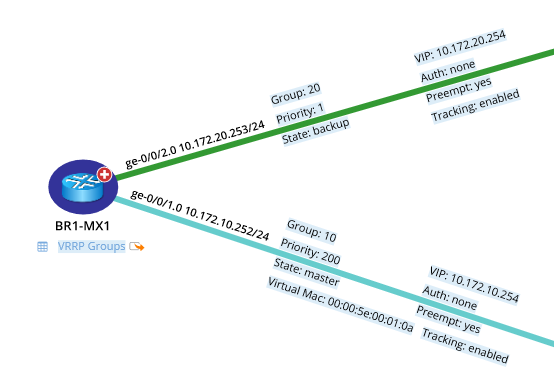 VIP: 10.172.20.254
Auth: none
Preempt: yes
Tracking: enabled
Group: 20
Priority: 1
State: backup
ge-0/0/2.0 10.172.20.253/24
ge-0/0/1.0 10.172.10.252/24
BR1-MX1
VRRP Groups
Group: 10
Priority: 200
State: master
Virtual Mac: 00:00:5e:00:01:0a
VIP: 10.172.10.254
Auth: none
Preempt: yes
Tracking: enabled